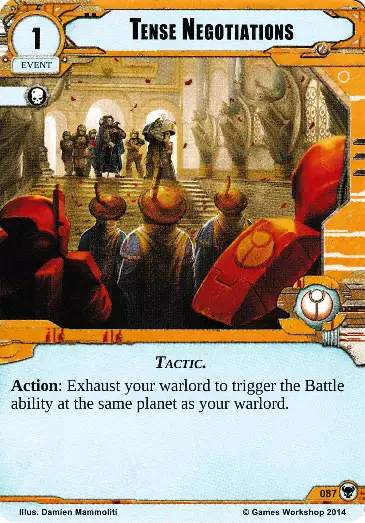 1
TENSE NEGOTIATIONS
EVENT
TACTIC.
Action: Exhaust your warlord to trigger the Battle
ability at the same planet as your warlord.
087
Illus. Damien Mammoliti
© Games Workshop 2014